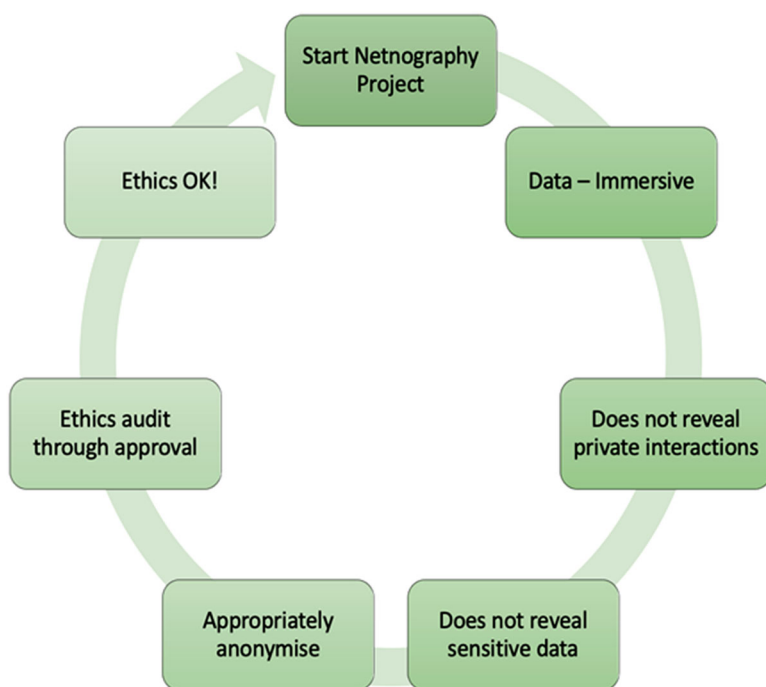 Start Netnography
Project
Data – Immersive
Does not reveal
private interactions
Does not reveal
sensitive data
Appropriately
anonymise
Ethics audit
through approval
Ethics OK!